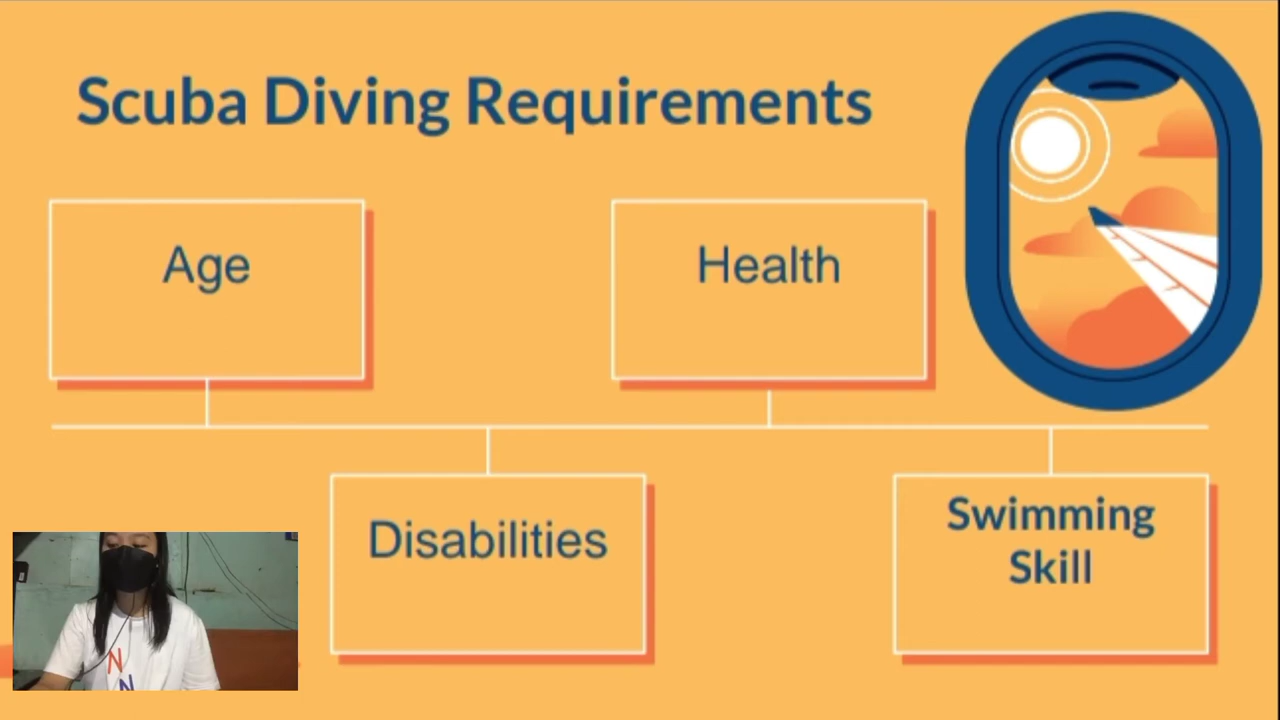 Scuba Diving Requirements
Age
Health
Disabilities
Swimming
Skill
N
N